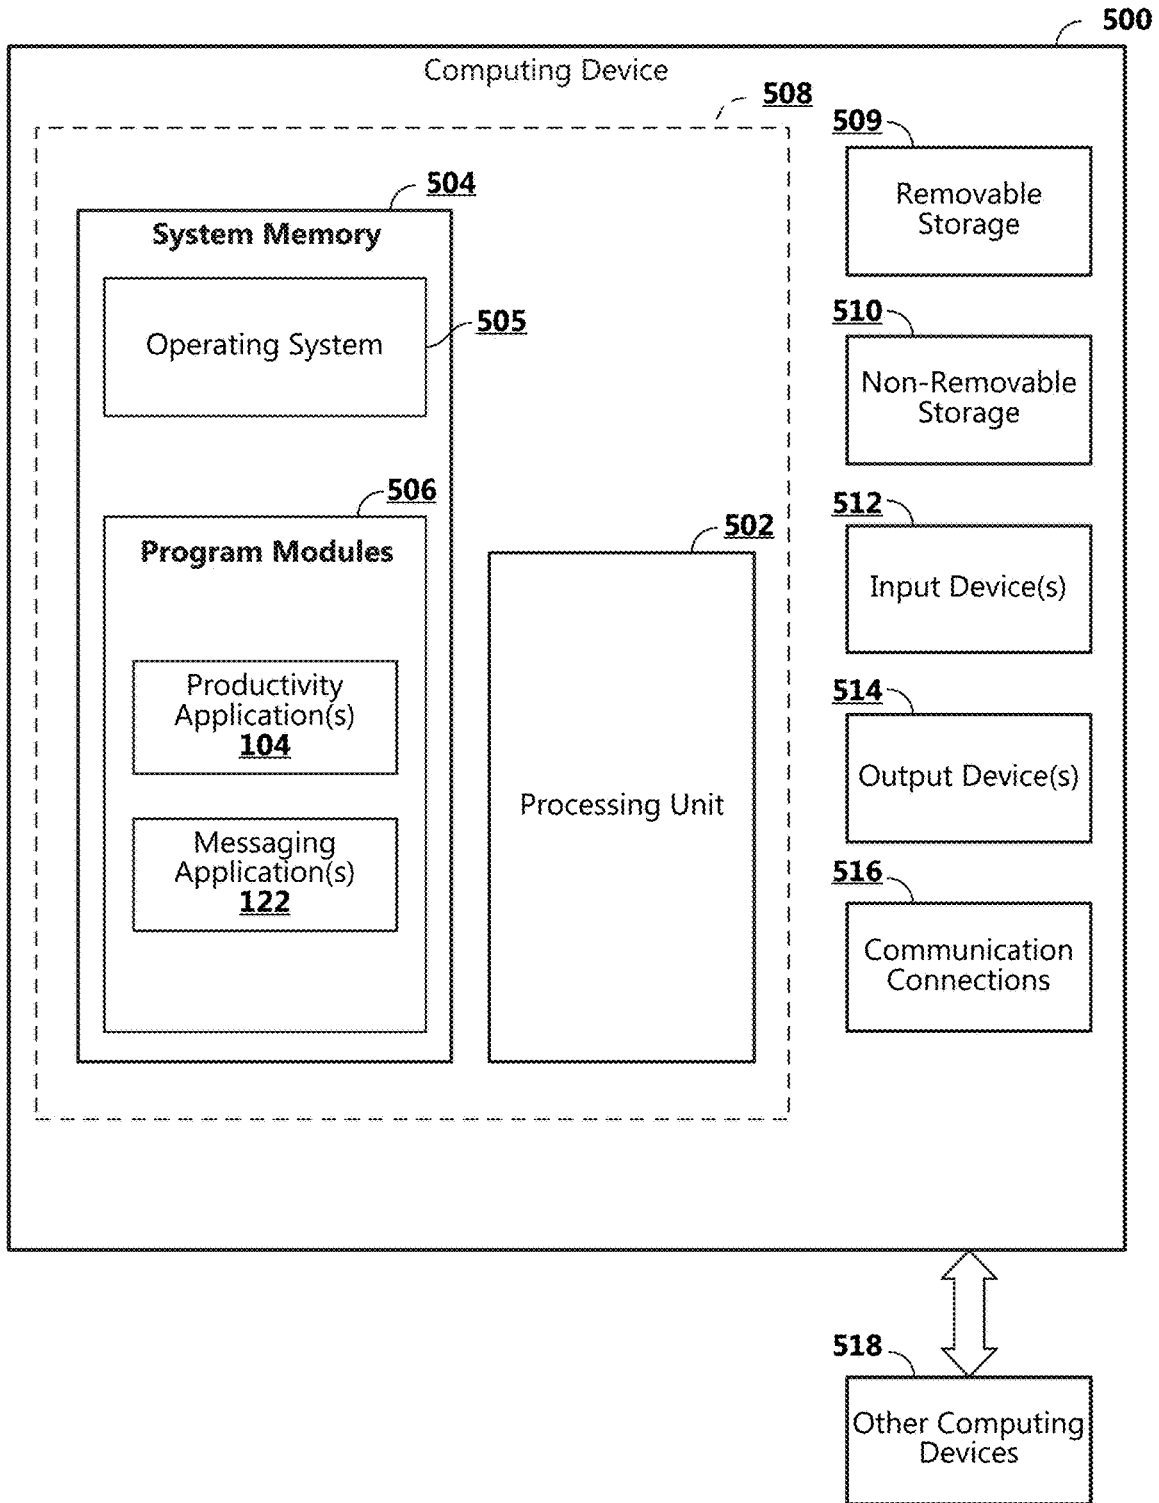 500
Computing Device
508
504
System Memory
Operating System
505
506
Program Modules
Productivity
Application(s)
104
Messaging
Application(s)
122
502
Processing Unit
509
Removable
Storage
510
Non-Removable
Storage
512
Input Device(s)
514
Output Device(s)
516
Communication
Connections
518
Other Computing
Devices